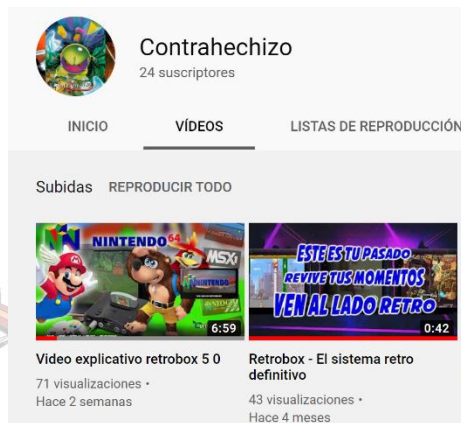 Contrahechizo
24 suscriptores
INICIO VÍDEOS LISTAS DE REPRODUCCIÓN
Subidas REPRODUCIR TODO
NINTENDO 64
MSX
NINTENDO
6:59
ESTE ES TU PASADO
REVIVE TUS MOMENTOS
VEN AL LADO RETRO
0:42
Video explicativo retrobox 5 0
71 visualizaciones •
Hace 2 semanas
Retrobox - El sistema retro
definitivo
43 visualizaciones •
Hace 4 meses